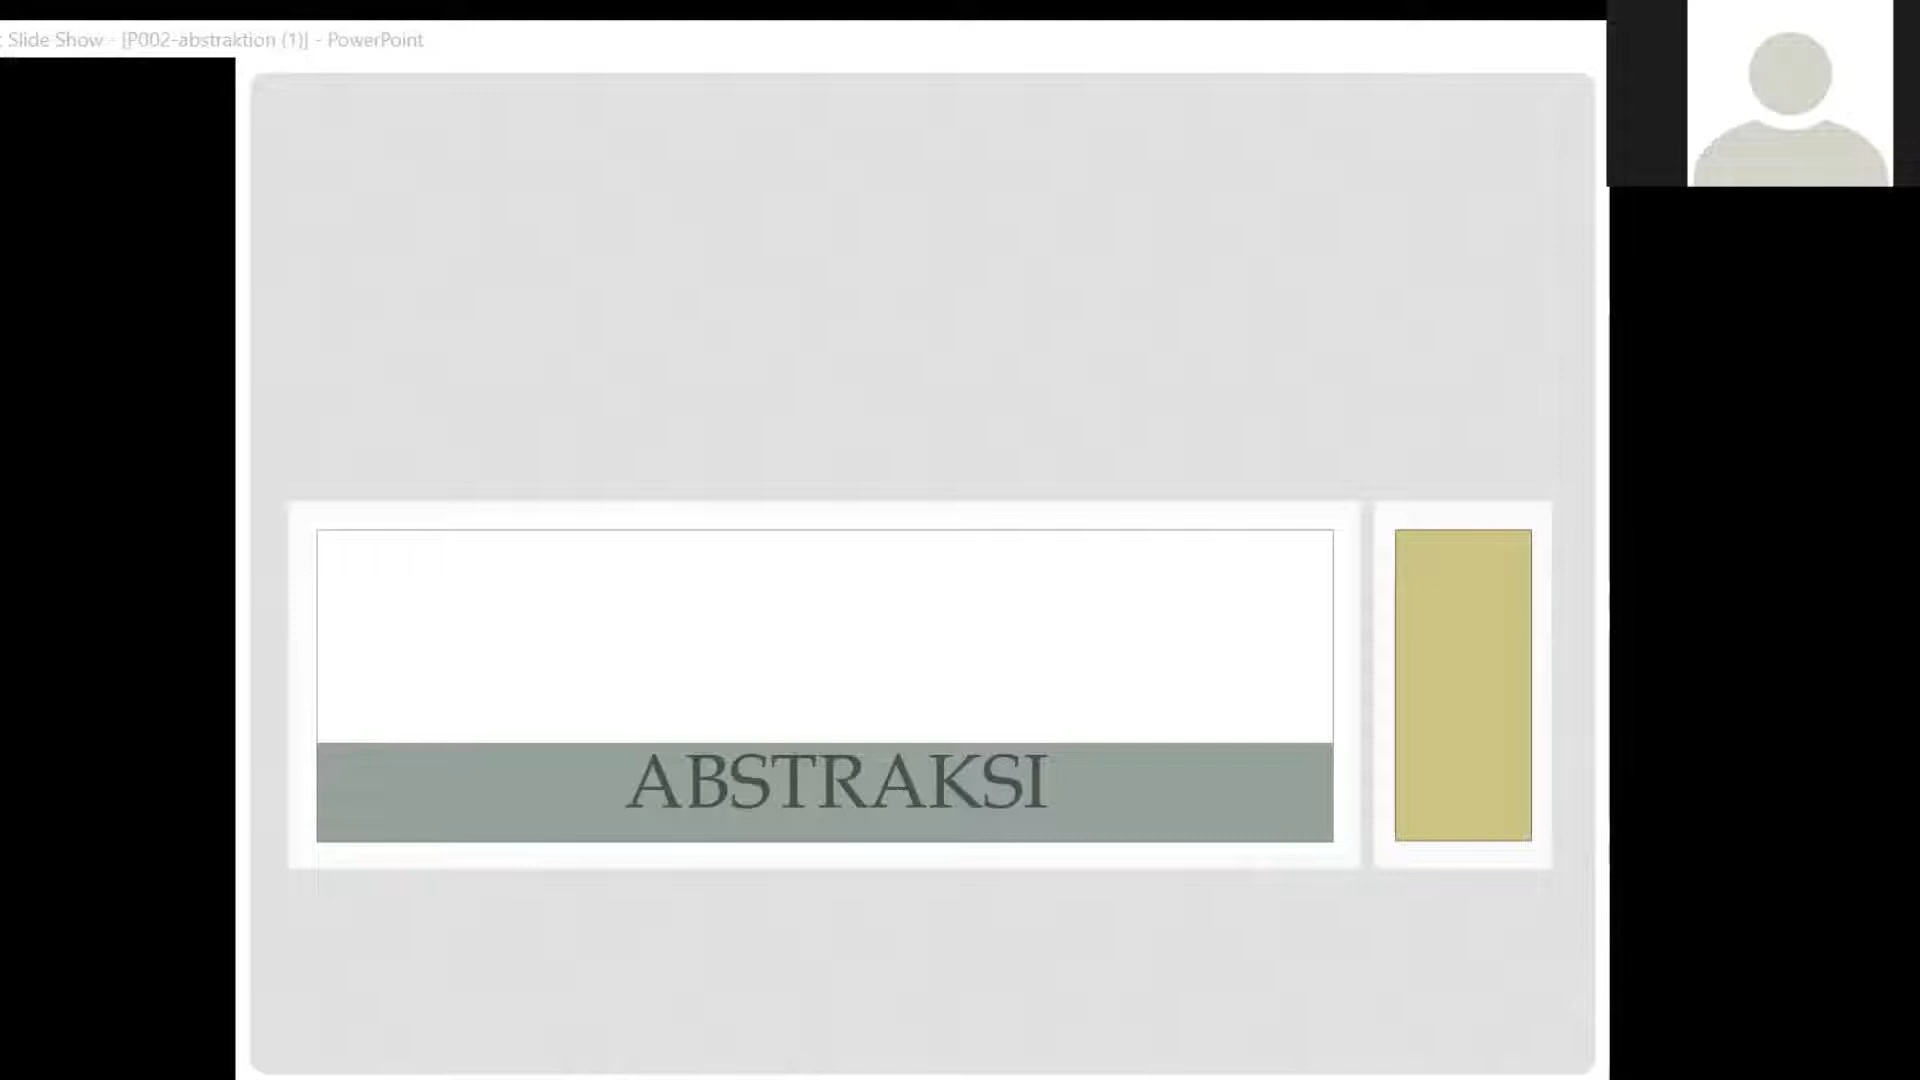 Slide Show - [P002-abstraktion (1)] - PowerPoint
ABSTRAKSI